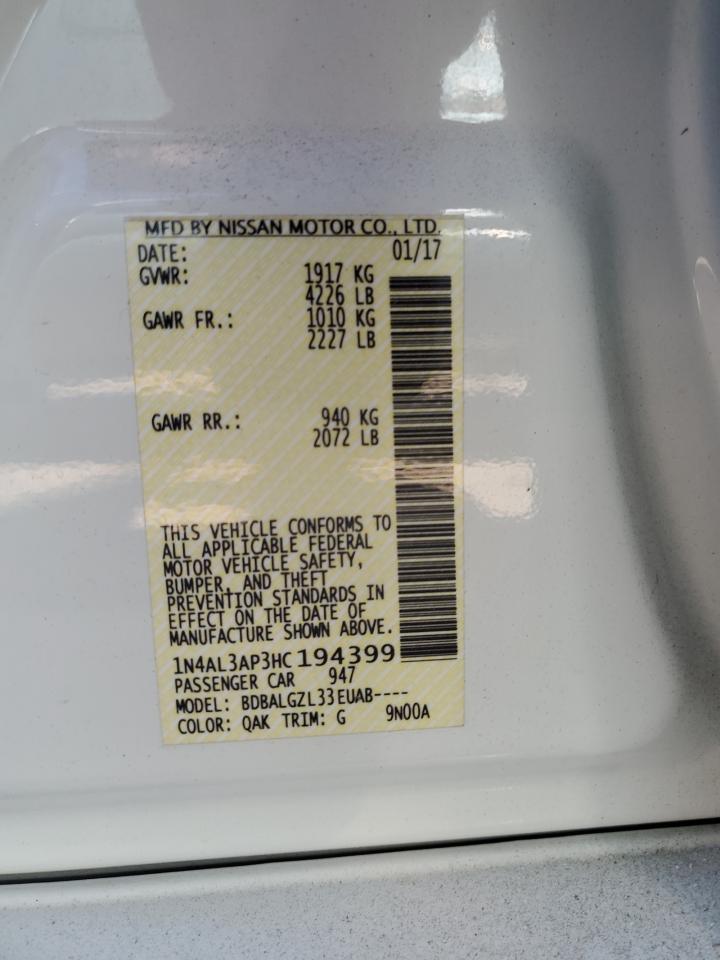 MFD BY NISSAN MOTOR CO., LTD.
DATE: 01/17
GVWR: 1917 KG
4226 LB
GAWR FR.: 1010 KG
2227 LB
GAWR RR.: 940 KG
2072 LB
THIS VEHICLE CONFORMS TO
ALL APPLICABLE FEDERAL
MOTOR VEHICLE SAFETY,
BUMPER, AND THEFT
PREVENTION STANDARDS IN
EFFECT ON THE DATE OF
MANUFACTURE SHOWN ABOVE.
1N4AL3AP3HC194399
PASSENGER CAR 947
MODEL: BDBALGZL33EUAB----
COLOR: QAK TRIM: G 9N00A